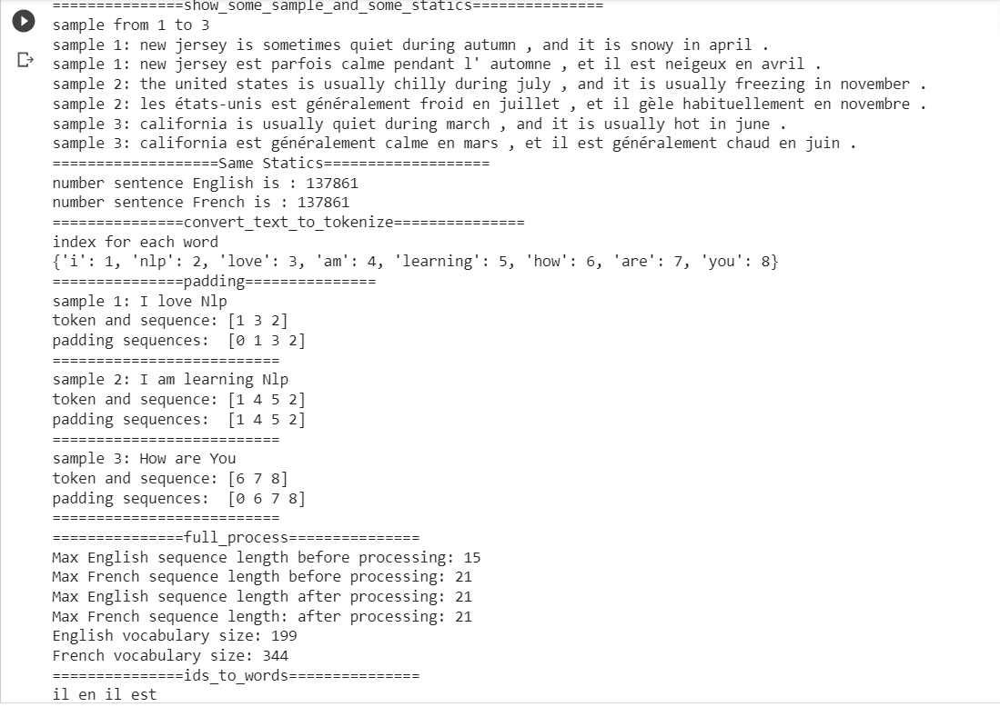 ===============show_some_sample_and_some_statics===============
sample from 1 to 3
sample 1: new jersey is sometimes quiet during autumn , and it is snowy in april .
sample 1: new jersey est parfois calme pendant l' automne , et il est neigeux en avril .
sample 2: the united states is usually chilly during july , and it is usually freezing in november .
sample 2: les états-unis est généralement froid en juillet , et il gèle habituellement en novembre .
sample 3: california is usually quiet during march , and it is usually hot in june .
sample 3: california est généralement calme en mars , et il est généralement chaud en juin .
===================Same Statics===================
number sentence English is : 137861
number sentence French is : 137861
===============convert_text_to_tokenize===============
index for each word
{'i': 1, 'nlp': 2, 'love': 3, 'am': 4, 'learning': 5, 'how': 6, 'are': 7, 'you': 8}
===============padding===============
sample 1: I love Nlp
token and sequence: [1 3 2]
padding sequences:  [0 1 3 2]
==========================
sample 2: I am learning Nlp
token and sequence: [1 4 5 2]
padding sequences:  [1 4 5 2]
==========================
sample 3: How are You
token and sequence: [6 7 8]
padding sequences:  [0 6 7 8]
==========================
===============full_process===============
Max English sequence length before processing: 15
Max French sequence length before processing: 21
Max English sequence length after processing: 21
Max French sequence length: after processing: 21
English vocabulary size: 199
French vocabulary size: 344
===============ids_to_words===============
il en il est